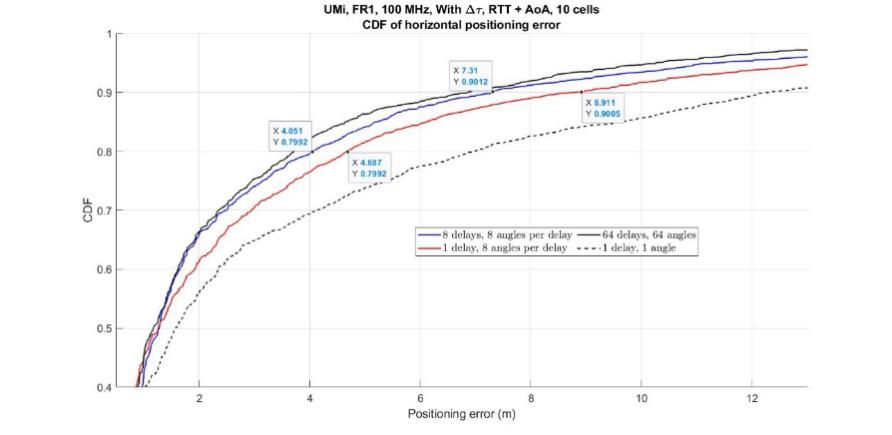 UMi, FR1, 100 MHz, With Δτ, RTT + AoA, 10 cells
CDF of horizontal positioning error
1
0.9
0.8
0.7
0.6
0.5
0.4
CDF
X 7.31
Y 0.9012
X 8.911
Y 0.9005
X 4.051
Y 0.7992
X 4.687
Y 0.7992
8 delays, 8 angles per delay
64 delays, 64 angles
1 delay, 8 angles per delay
1 delay, 1 angle
2 4 6 8 10 12
Positioning error (m)